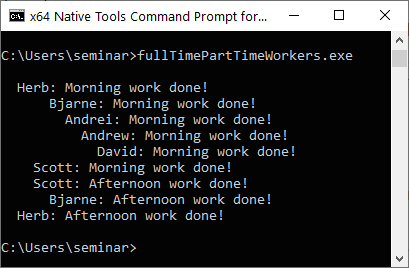 x64 Native Tools Command Prompt for...
C:\Users\seminar>fullTimePartTimeWorkers.exe
Herb: Morning work done!
Bjarne: Morning work done!
Andrei: Morning work done!
Andrew: Morning work done!
David: Morning work done!
Scott: Morning work done!
Scott: Afternoon work done!
Bjarne: Afternoon work done!
Herb: Afternoon work done!
C:\Users\seminar>